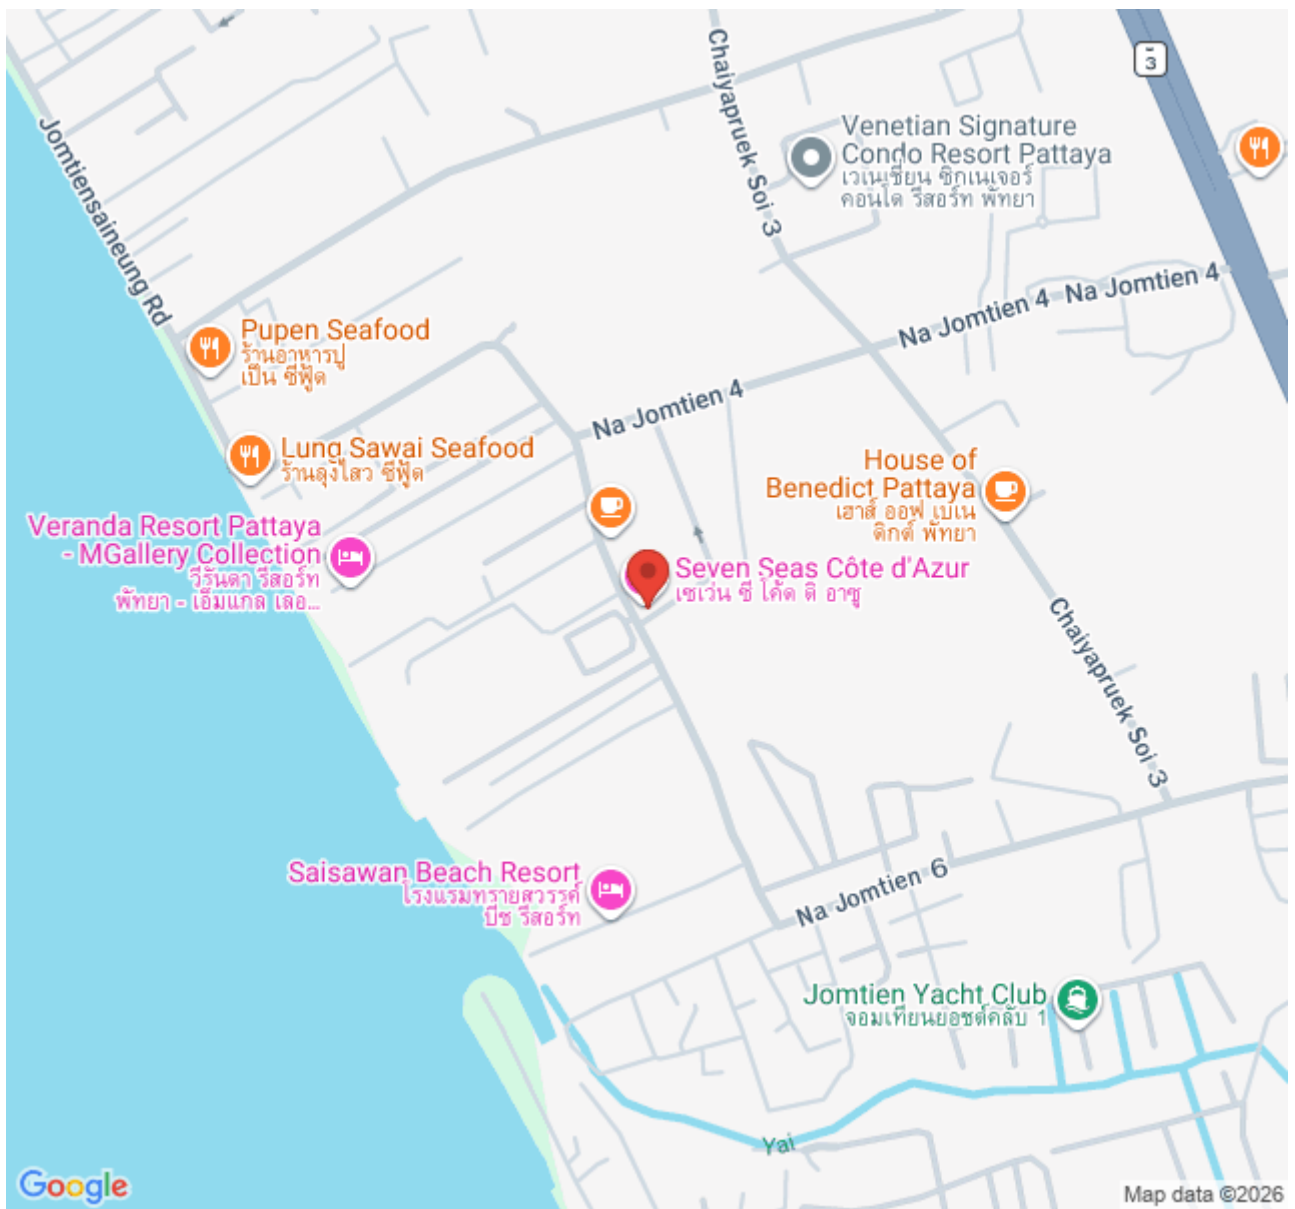 Chaiyapruek Soi 3
3
Venetian Signature
Condo Resort Pattaya
เวเนเชี่ยน ซิกเนเจอร์
คอนโด รีสอร์ท พัทยา
Jomtiensaineung Rd
Na Jomtien 4
Na Jomtien 4
Pupen Seafood
ร้านอาหารปู
เป็น ซีฟู้ด
Na Jomtien 4
Lung Sawai Seafood
ร้านลุงไสว ซีฟู้ด
House of
Benedict Pattaya
เฮาส์ ออฟ เบเน
ดิกต์ พัทยา
Veranda Resort Pattaya
- MGallery Collection
วีรันดา รีสอร์ท
พัทยา - เอ็มแกล เลอ...
Seven Seas Côte d'Azur
เซเว่น ซี โค้ด ดิ อาซู
Chaiyapruek Soi 3
Saisawan Beach Resort
โรงแรมทรายสวรรค์
บีช รีสอร์ท
Na Jomtien 6
Jomtien Yacht Club
จอมเทียนยอชต์คลับ 1
Yai
Google
Map data ©2026